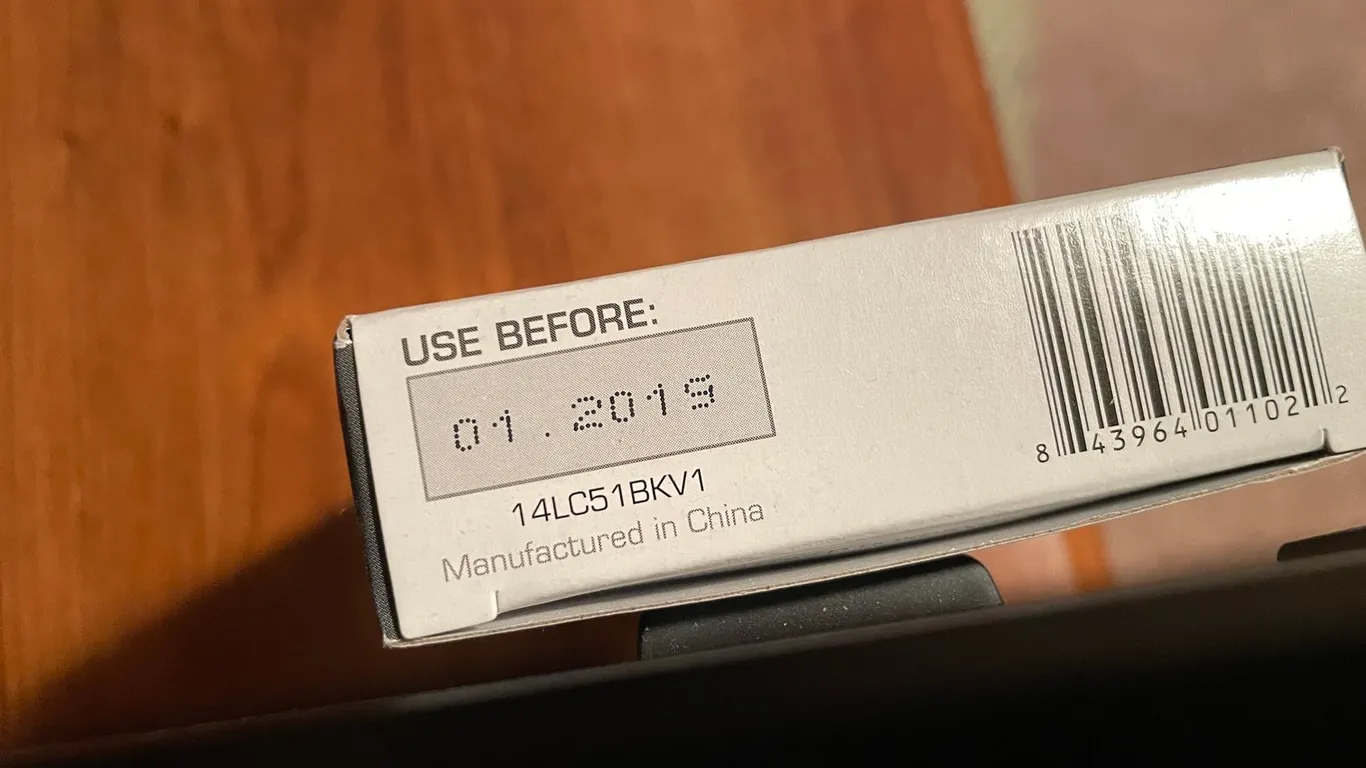 USE BEFORE:
01.2019
14LC51BKV1
Manufactured in China
8 43964 01102 2